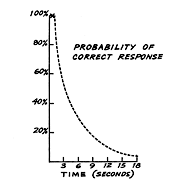 100%
PROBABILITY OF
CORRECT RESPONSE
80%
60%
40%
20%
3 6 9 12 15 18
TIME (SECONDS)